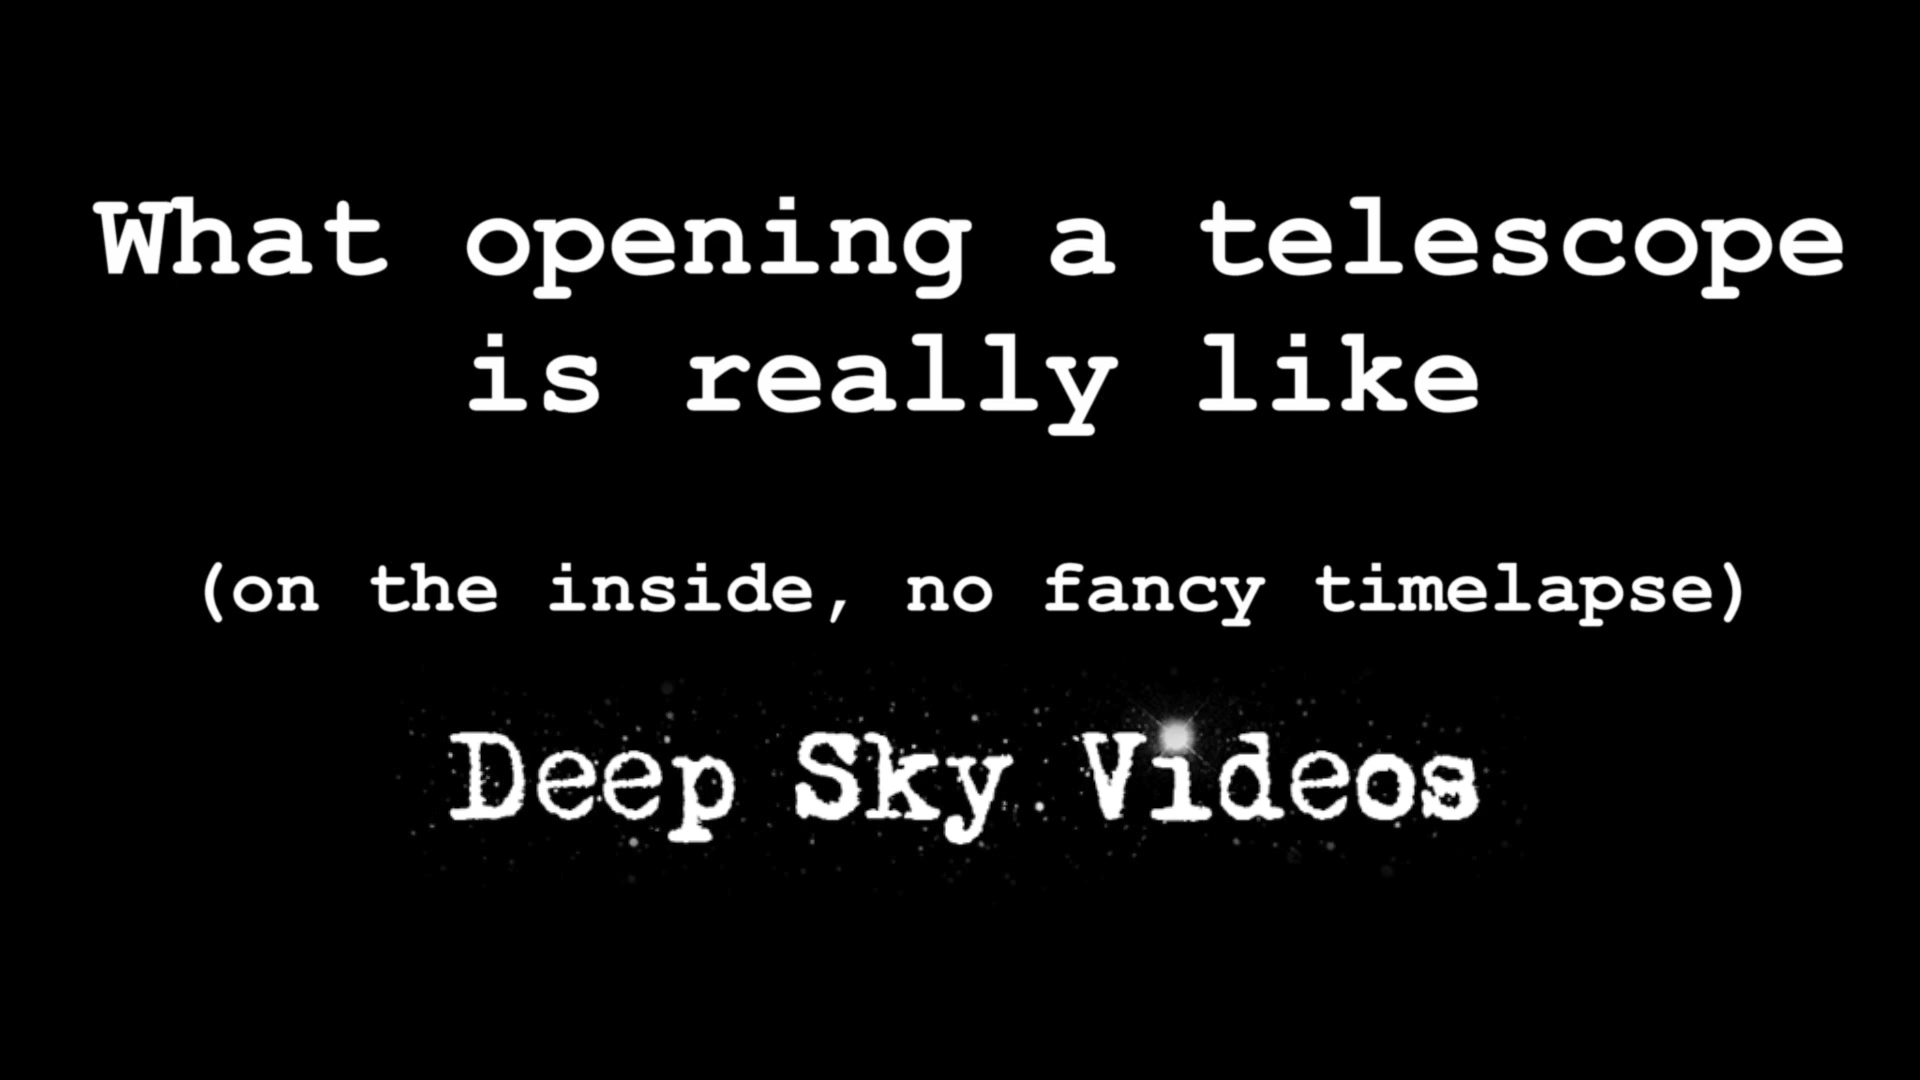 What opening a telescope
is really like
(on the inside, no fancy timelapse)
Deep Sky Videos